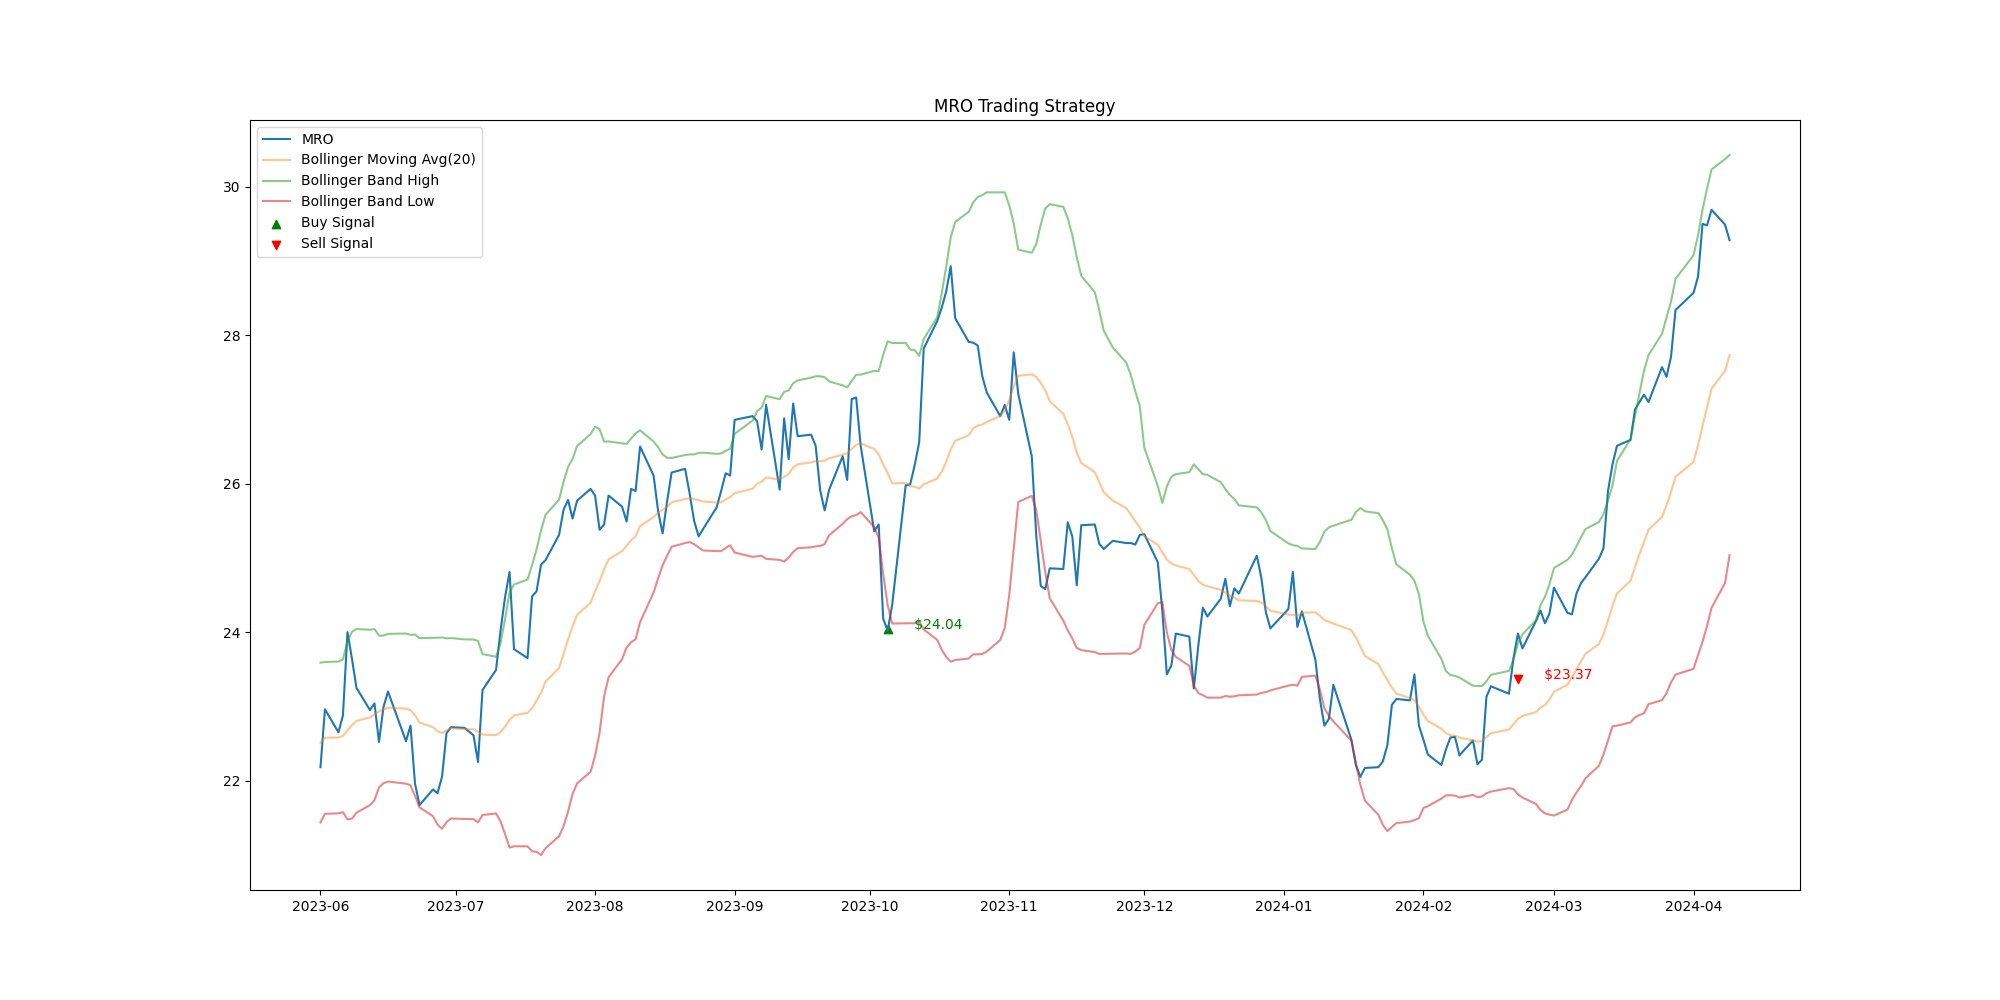 MRO Trading Strategy
MRO
Bollinger Moving Avg(20)
Bollinger Band High
Bollinger Band Low
Buy Signal
Sell Signal
30
28
26
24
22
$24.04
$23.37
2023-06 2023-07 2023-08 2023-09 2023-10 2023-11 2023-12 2024-01 2024-02 2024-03 2024-04